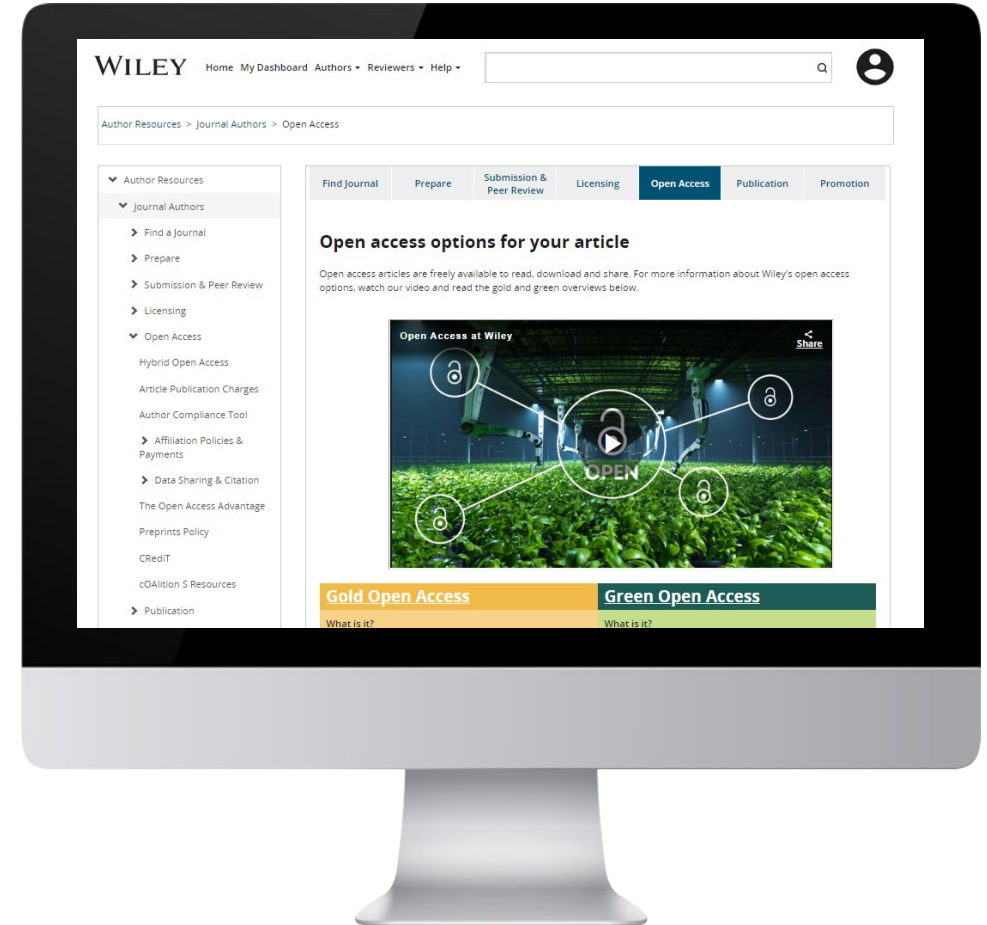 WILEY
Home My Dashboard Authors Reviewers Help
Author Resources > Journal Authors > Open Access
Author Resources
Journal Authors
Find a Journal
Prepare
Submission & Peer Review
Licensing
Open Access
Hybrid Open Access
Article Publication Charges
Author Compliance Tool
Affiliation Policies &
Payments
Data Sharing & Citation
The Open Access Advantage
Preprints Policy
CRediT
cOAlition S Resources
Publication
Find Journal
Prepare
Submission &
Peer Review
Licensing
Open Access
Publication
Promotion
Open access options for your article
Open access articles are freely available to read, download and share. For more information about Wiley's open access
options, watch our video and read the gold and green overviews below.
Open Access at Wiley
Share
OPEN
Gold Open Access
What is it?
Green Open Access
What is it?